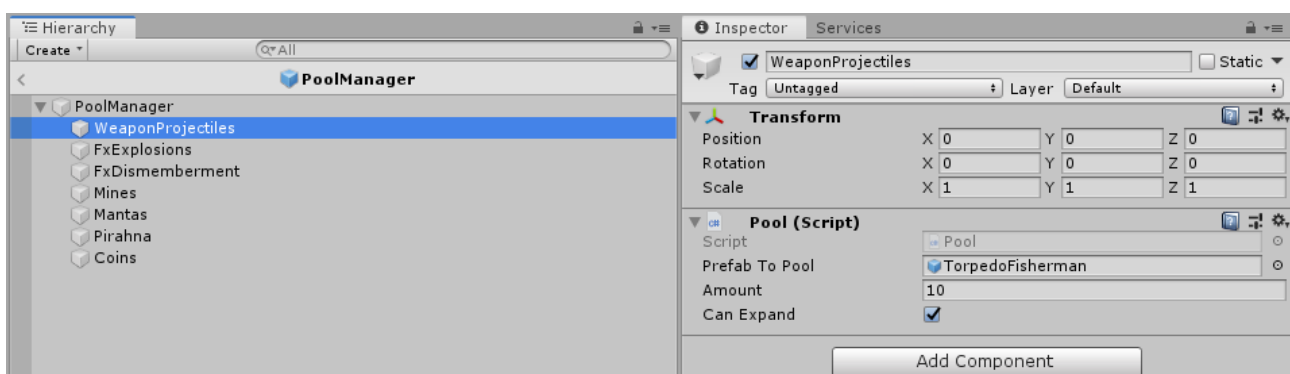 Hierarchy
Create
All
PoolManager
PoolManager
WeaponProjectiles
FxExplosions
FxDismemberment
Mines
Mantas
Pirahna
Coins
Inspector Services
WeaponProjectiles Static
Tag Untagged Layer Default
Transform
Position X 0 Y 0 Z 0
Rotation X 0 Y 0 Z 0
Scale X 1 Y 1 Z 1
c# Pool (Script)
Script Pool
Prefab To Pool TorpedoFisherman
Amount 10
Can Expand
Add Component